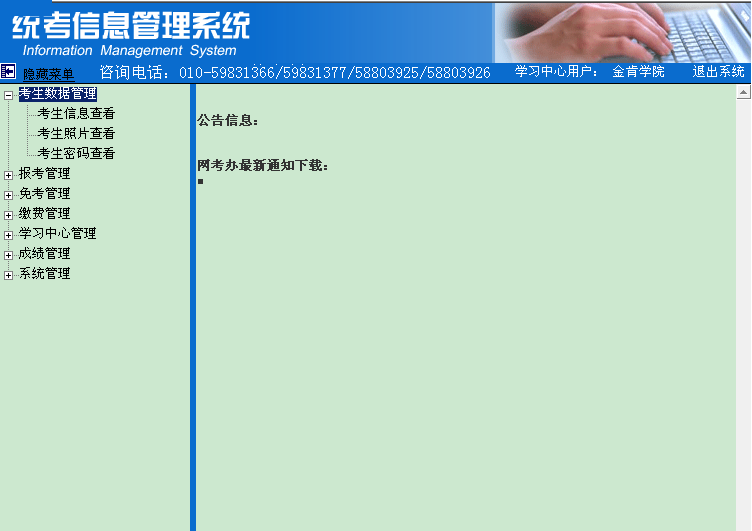 统考信息管理系统
Information Management System
隐藏菜单 咨询电话：010-59831366/59831377/58803925/58803926 学习中心用户： 金肯学院 退出系统
考生数据管理
考生信息查看
考生照片查看
考生密码查看
报考管理
免考管理
缴费管理
学习中心管理
成绩管理
系统管理
公告信息：
网考办最新通知下载：